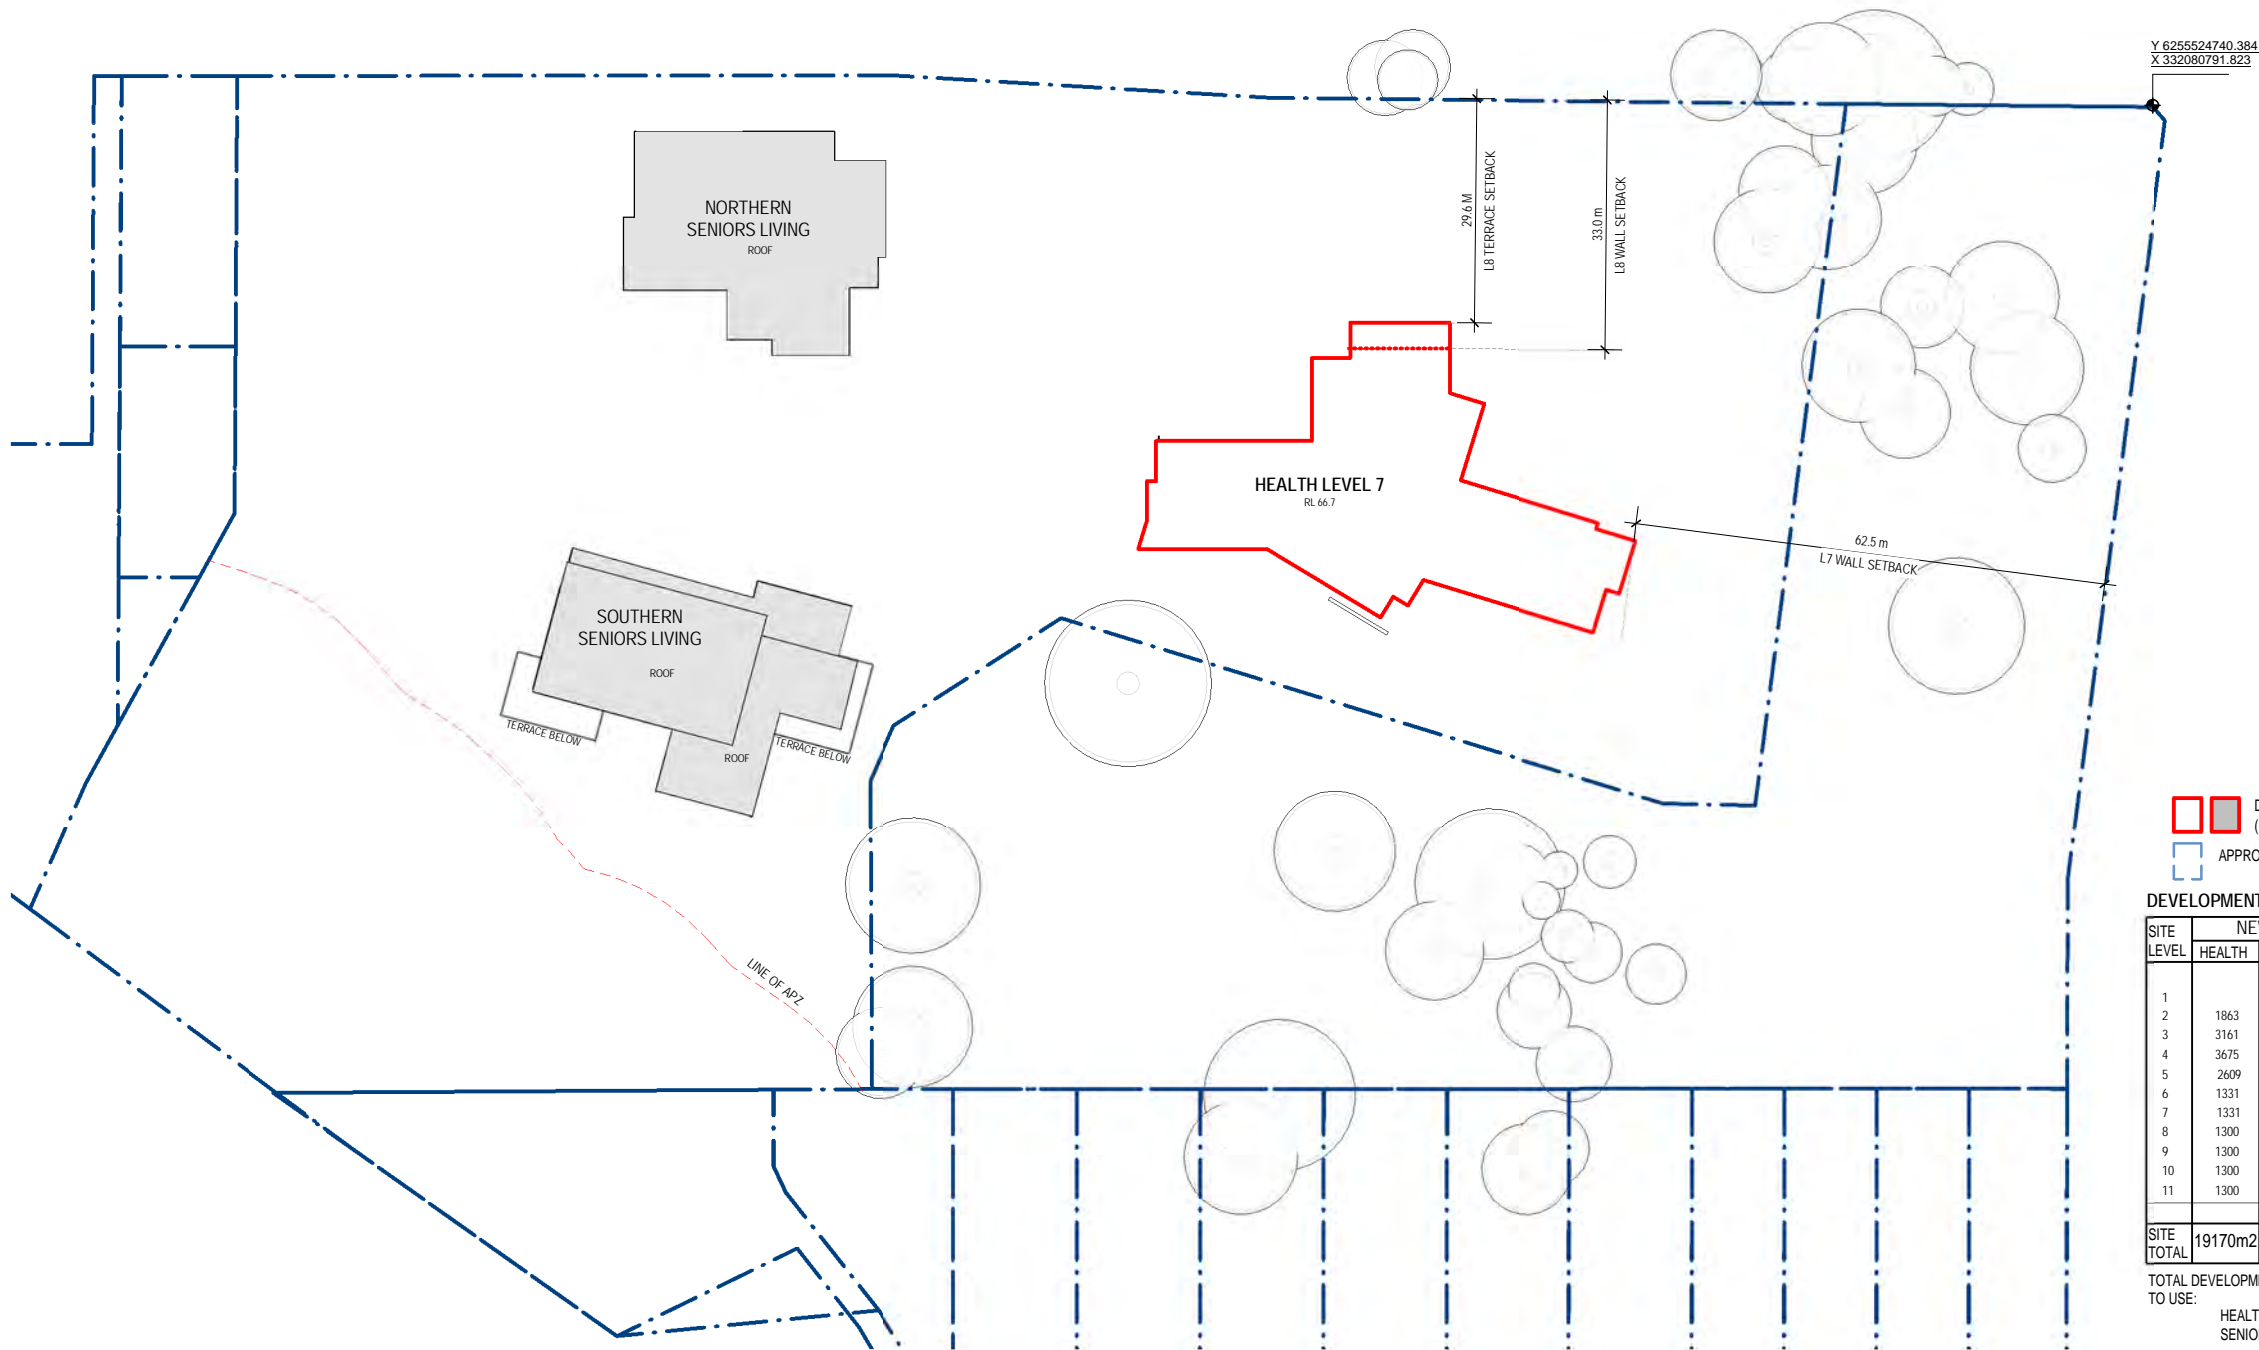 Y 6255524740.384
X 332080791.823
NORTHERN
SENIORS LIVING
ROOF
29.6 M
L8 TERRACE SETBACK
33.0 m
L8 WALL SETBACK
HEALTH LEVEL 7
RL 66.7
62.5 m
L7 WALL SETBACK
SOUTHERN
SENIORS LIVING
ROOF
TERRACE BELOW
ROOF
TERRACE BELOW
LINE OF APZ
(
APPRO
DEVELOPMENT
SITE LEVEL
HEALTH
1
2 1863
3 3161
4 3675
5 2609
6 1331
7 1331
8 1300
9 1300
10 1300
11 1300
SITE TOTAL 19170m2
TOTAL DEVELOPM
TO USE:
HEALT
SENIO